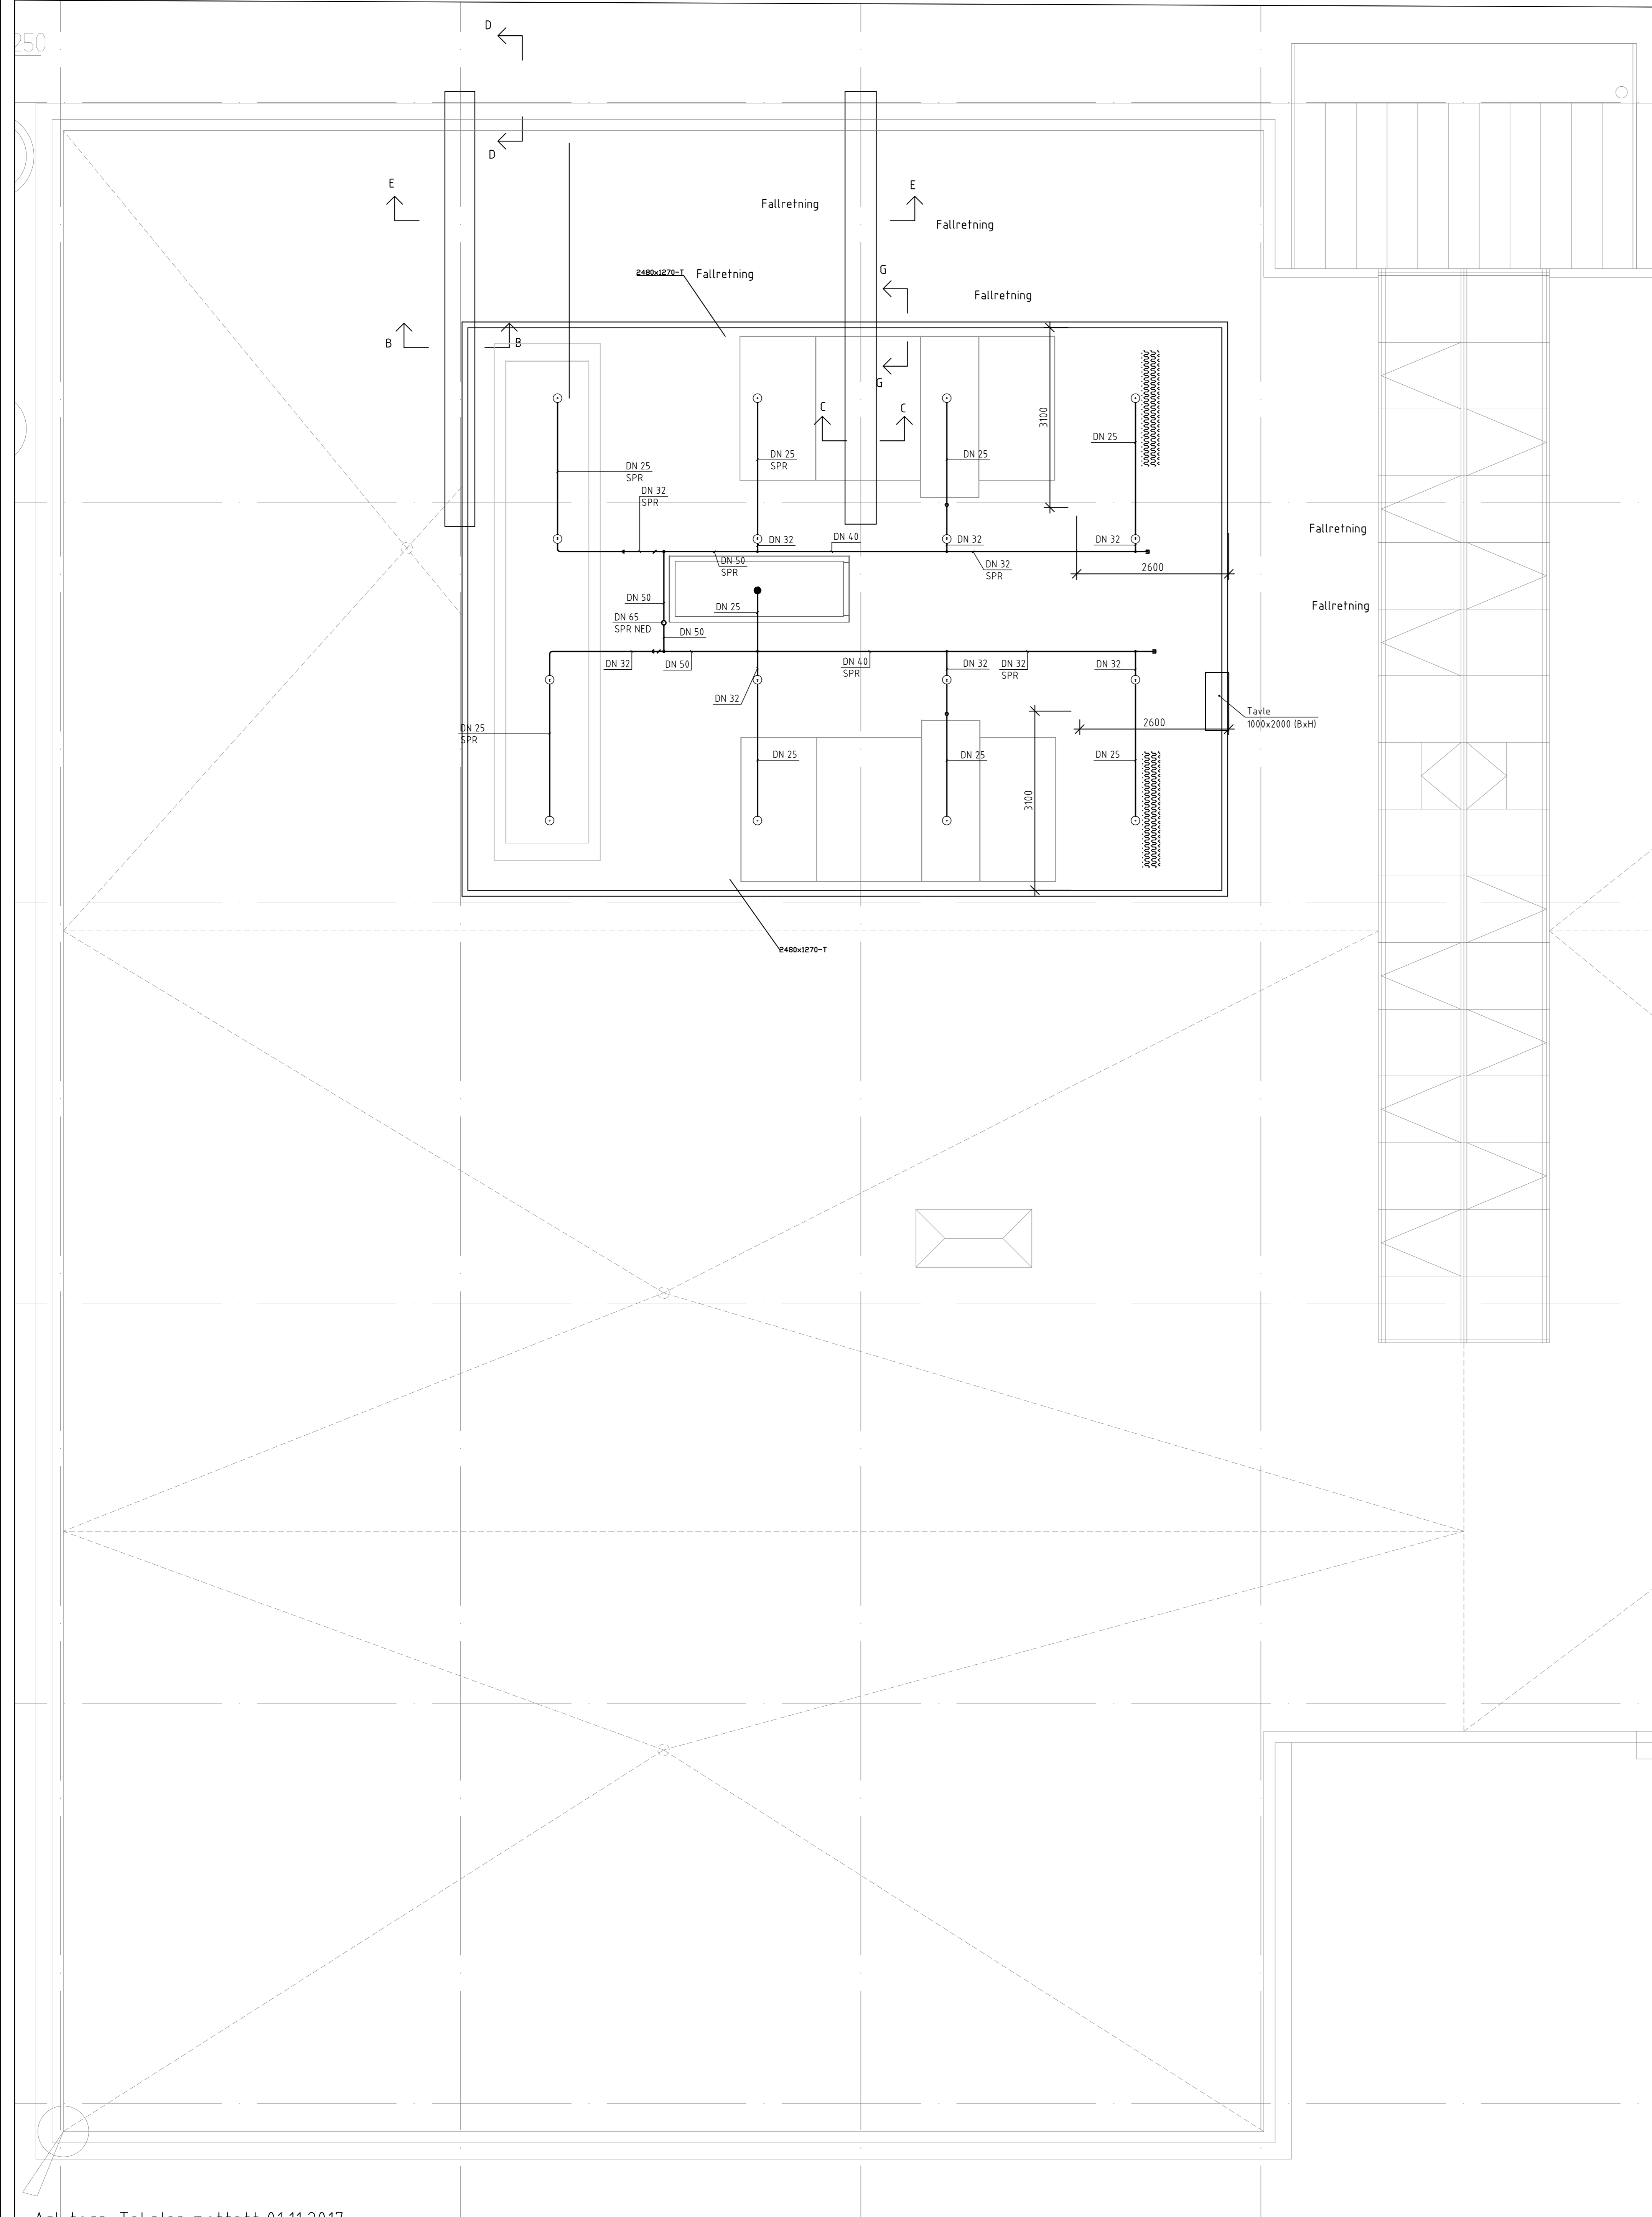 D
250
D
E
E
Fallretning
Fallretning
G
2480x1270-T
Fallretning
Fallretning
B
B
G
C
C
3100
DN 25
DN 25
SPR
DN 25
DN 25
SPR
DN 32
SPR
Fallretning
DN 40
DN 32
DN 32
DN 32
DN 50
SPR
DN 32
SPR
2600
DN 50
DN 25
Fallretning
DN 65
SPR NED
DN 50
DN 32
DN 50
DN 40
SPR
DN 32
DN 32
SPR
DN 32
DN 32
Tavle
1000x2000 (BxH)
DN 25
SPR
2600
DN 25
DN 25
DN 25
3100
2480x1270-T
01.11.2017